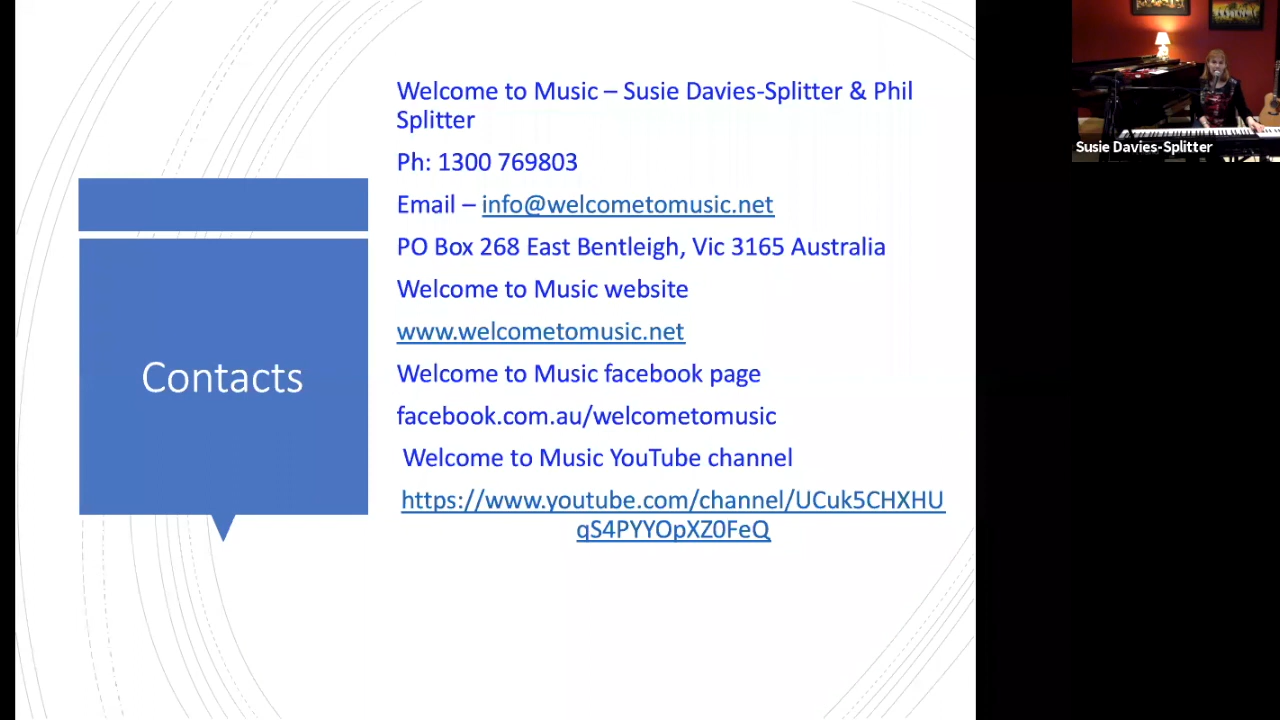 Welcome to Music – Susie Davies-Splitter & Phil
Splitter
Ph: 1300 769803
Email – info@welcometomusic.net
PO Box 268 East Bentleigh, Vic 3165 Australia
Welcome to Music website
www.welcometomusic.net
Welcome to Music facebook page
facebook.com.au/welcometomusic
Welcome to Music YouTube channel
https://www.youtube.com/channel/UCuk5CHXHU
qS4PYYOpXZ0FeQ
Contacts
Susie Davies-Splitter